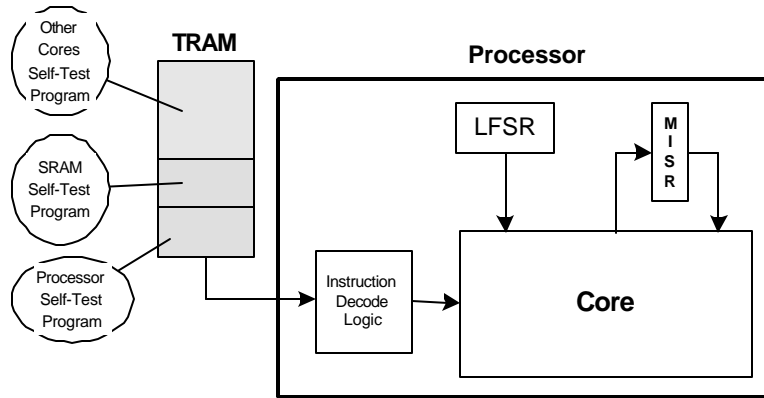 Other
Cores
Self-Test
Program
TRAM
Processor
LFSR
M
I
S
R
SRAM
Self-Test
Program
Processor
Self-Test
Program
Instruction
Decode
Logic
Core